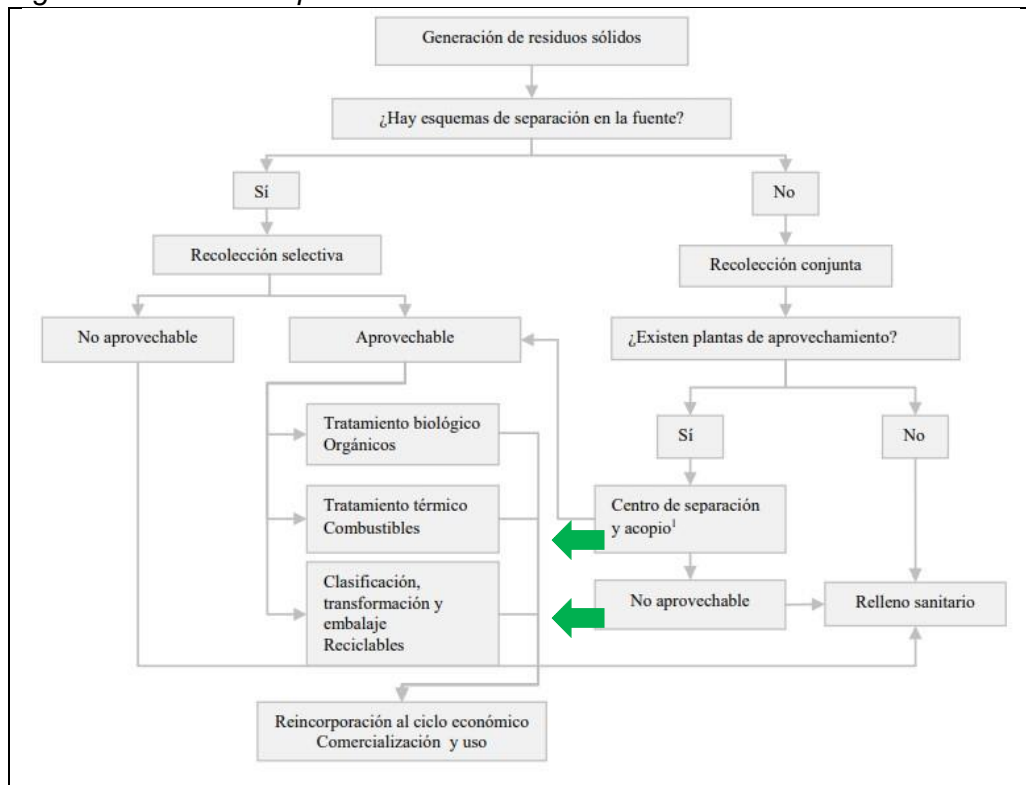 Generación de residuos sólidos
¿Hay esquemas de separación en la fuente?
Sí
No
Recolección selectiva
Recolección conjunta
No aprovechable
Aprovechable
¿Existen plantas de aprovechamiento?
Tratamiento biológico
Orgánicos
Sí
No
Tratamiento térmico
Combustibles
Centro de separación
y acopio1
Clasificación,
transformación y
embalaje
Reciclables
No aprovechable
Relleno sanitario
Reincorporación al ciclo económico
Comercialización y uso